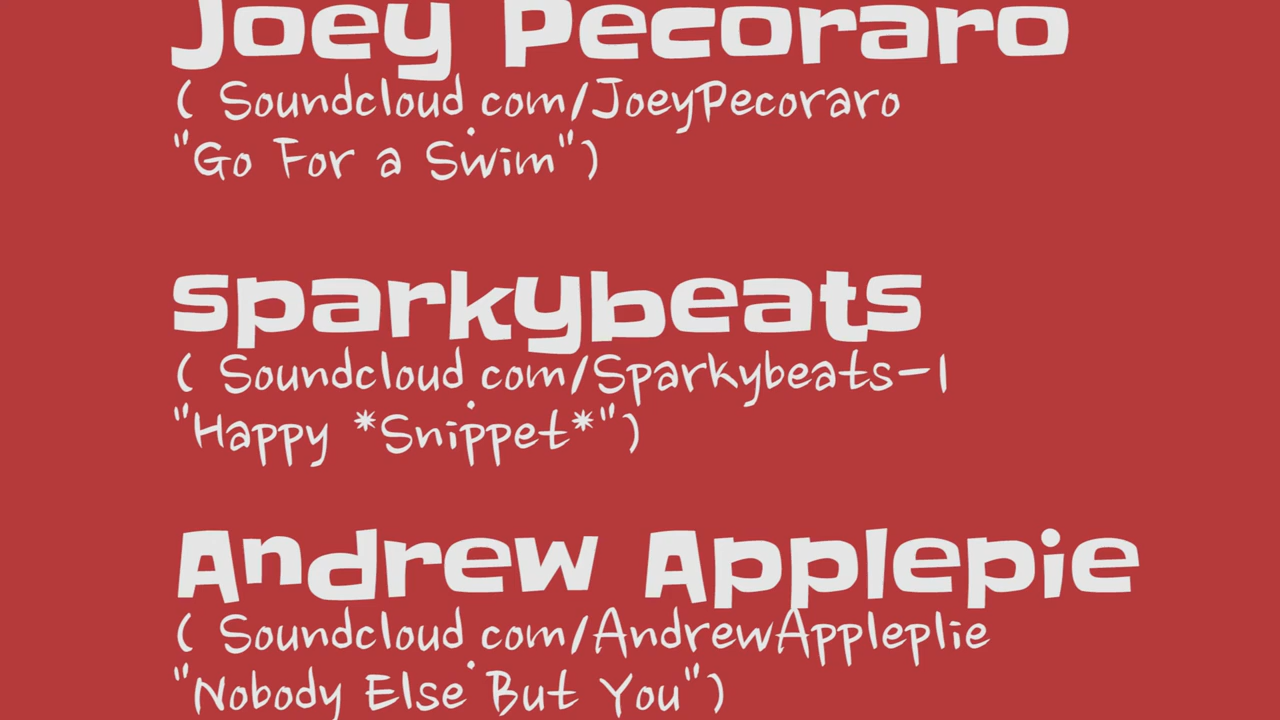 Joey Pecoraro
( Soundcloud.com/JoeyPecoraro
"Go For a Swim")
sparkybeats
( Soundcloud.com/Sparkybeats-1
"Happy *Snippet*")
Andrew Applepie
( Soundcloud.com/AndrewAppleplie
"Nobody Else But You")